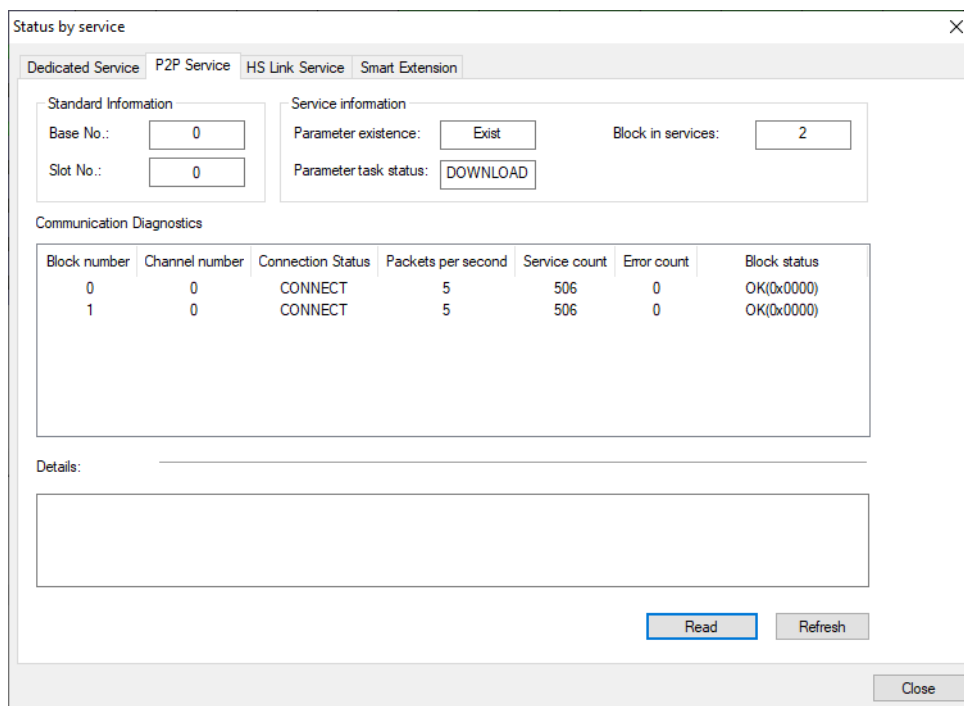 Status by service
Dedicated Service P2P Service HS Link Service Smart Extension
Standard Information Service information
Base No.: 0 Parameter existence: Exist Block in services: 2
Slot No.: 0 Parameter task status: DOWNLOAD
Communication Diagnostics
Block number Channel number Connection Status Packets per second Service count Error count Block status
0 0 CONNECT 5 506 0 OK(0x0000)
1 0 CONNECT 5 506 0 OK(0x0000)
Details:
Read Refresh
Close